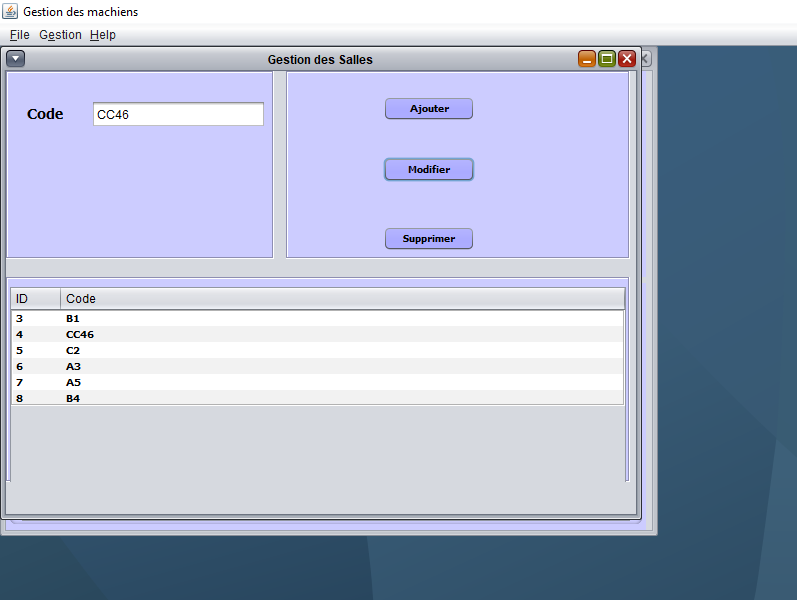 Gestion des machiens
File Gestion Help
Gestion des Salles
Code CC46
Ajouter
Modifier
Supprimer
ID Code
3 B1
4 CC46
5 C2
6 A3
7 A5
8 B4